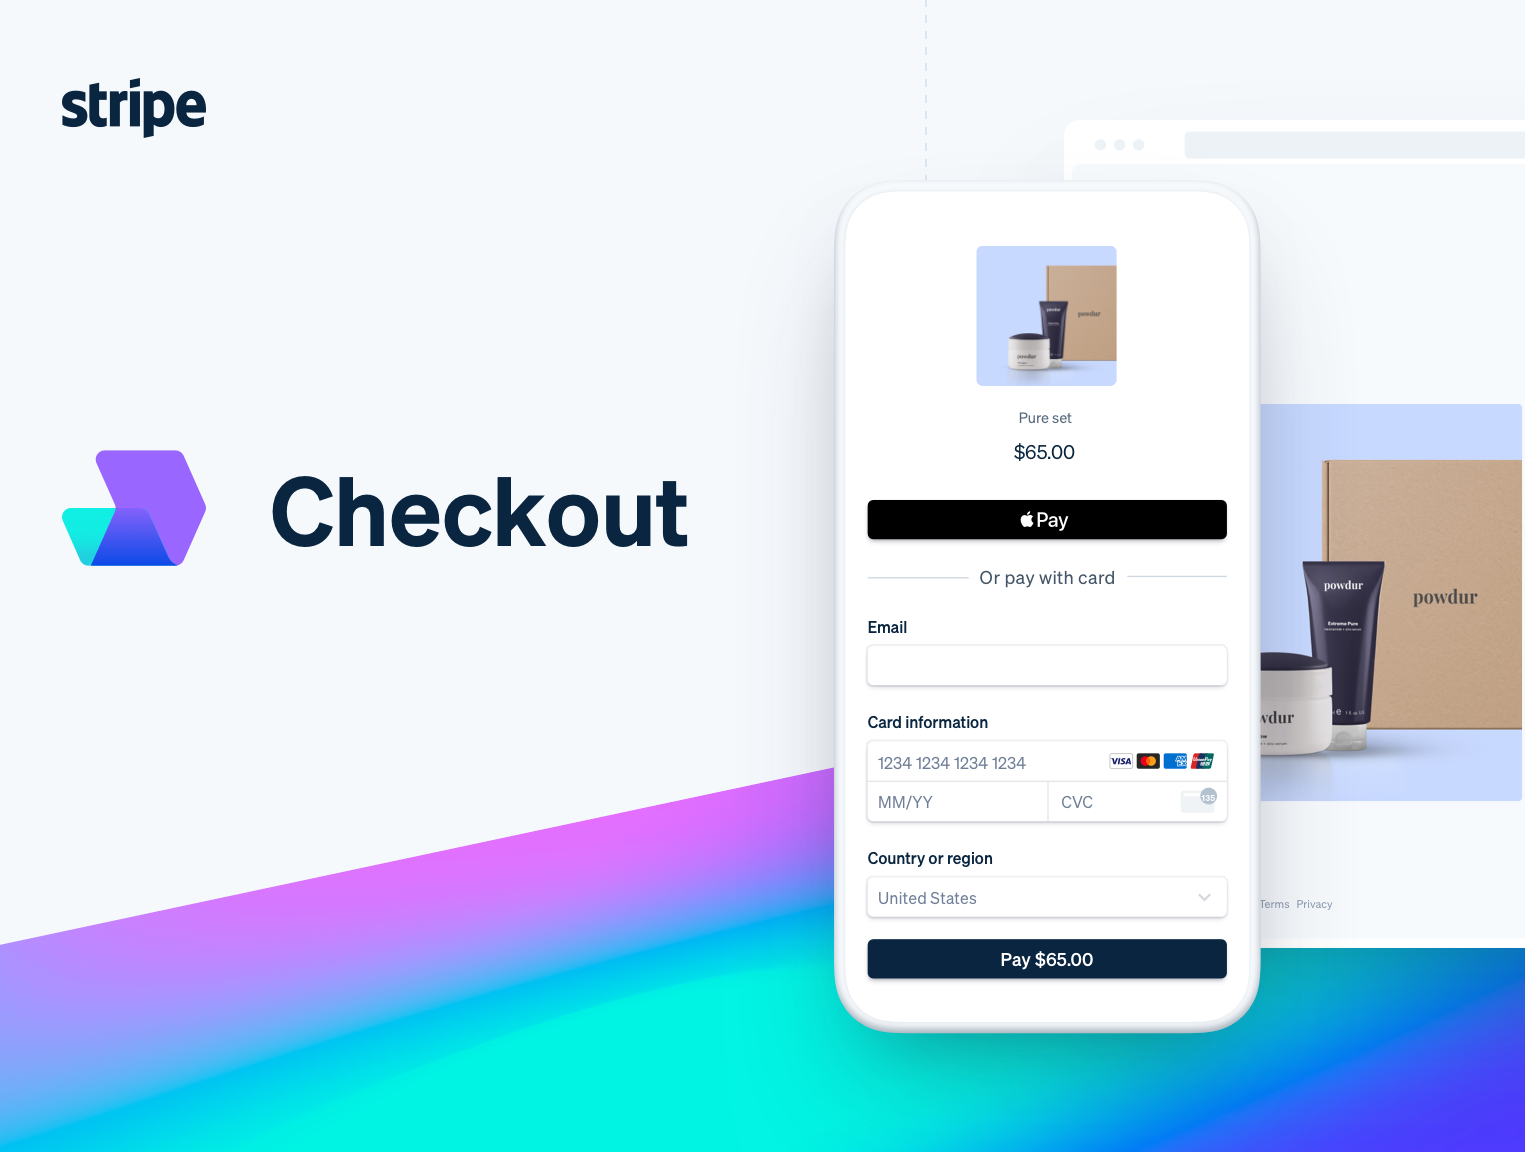 stripe
Checkout
powdur
powdur
powdur
Pure set
$65.00
Pay
Or pay with card
Email
Card information
1234 1234 1234 1234
VISA
MM/YY
CVC
135
Country or region
United States
Pay $65.00
powdur
Extreme Pure
powdur
wdur
Terms Privacy